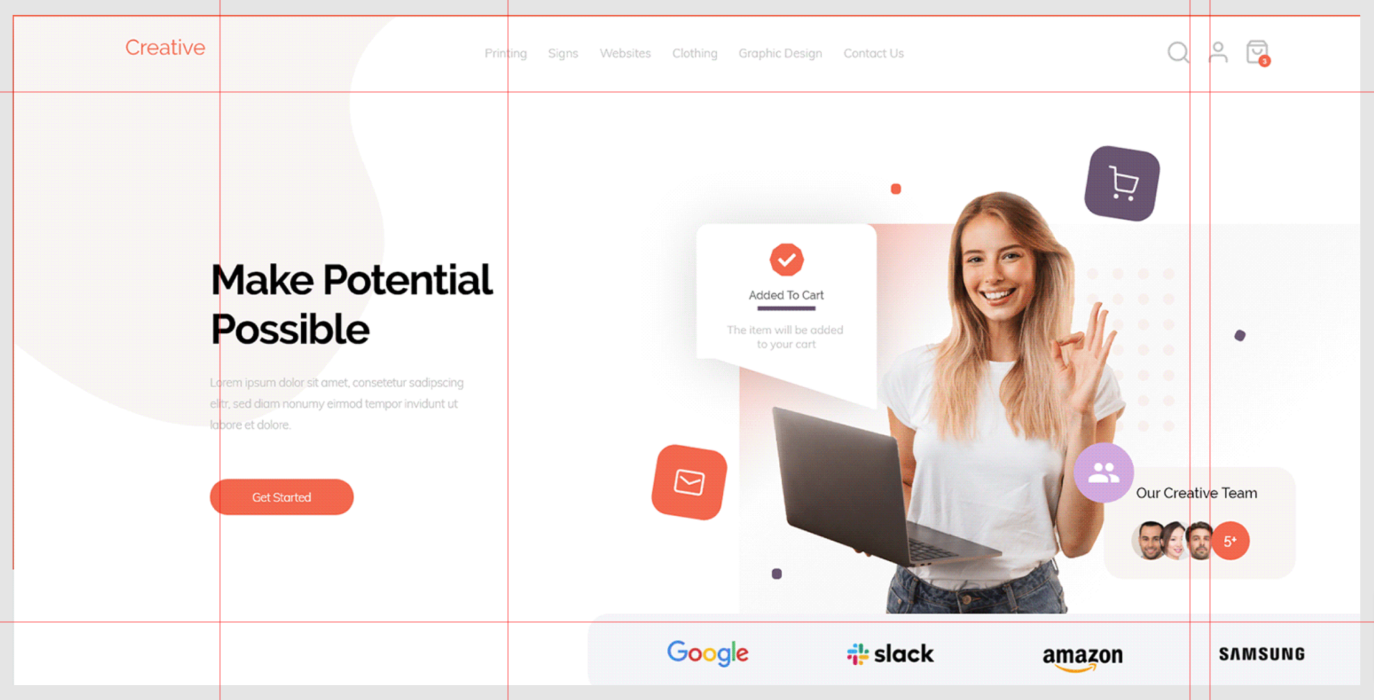 Creative
Printing Signs Websites Clothing Graphic Design Contact Us
3
Make Potential
Possible
Lorem ipsum dolor sit amet, consetetur sadipscing
elitr, sed diam nonumy eirmod tempor invidunt ut
labore et dolore.
Get Started
Added To Cart
The item will be added
to your cart
Our Creative Team
5+
Google slack amazon SAMSUNG